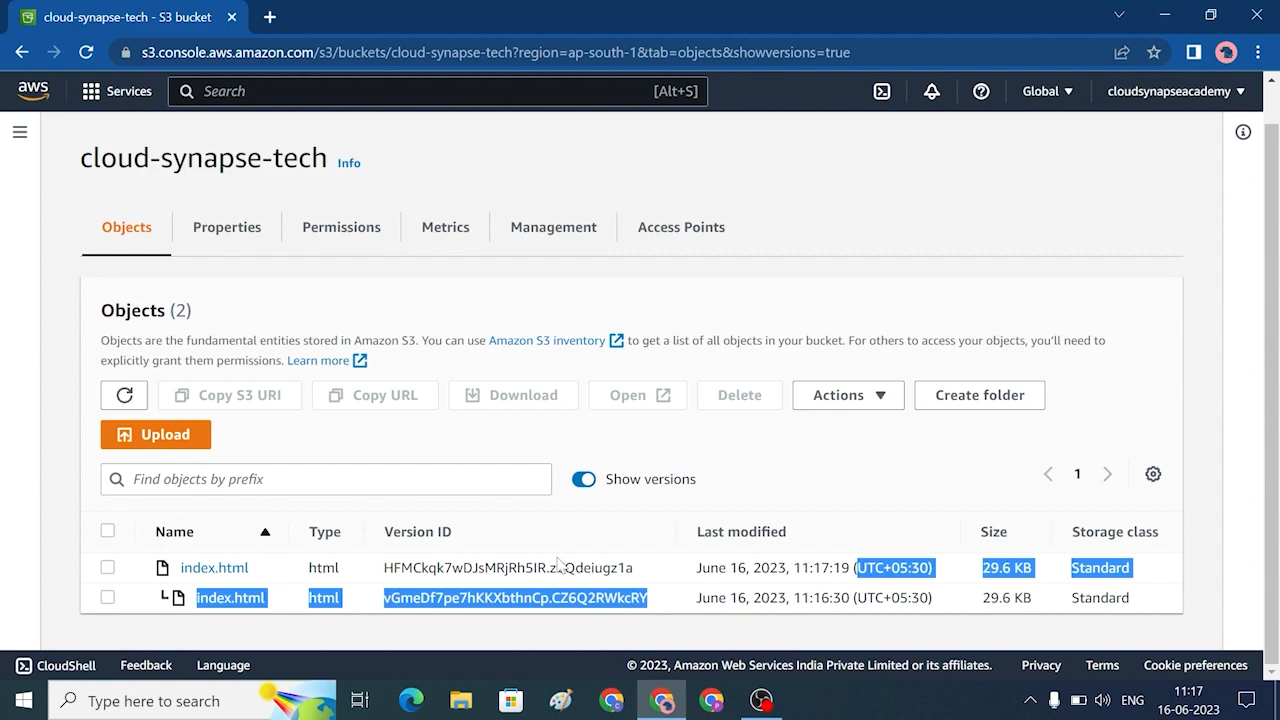 cloud-synapse-tech - S3 bucket
s3.console.aws.amazon.com/s3/buckets/cloud-synapse-tech?region=ap-south-1&tab=objects&showversions=true
aws Services Search [Alt+S] Global cloudsynapseacademy
cloud-synapse-tech Info
Objects Properties Permissions Metrics Management Access Points
Objects (2)
Objects are the fundamental entities stored in Amazon S3. You can use Amazon S3 inventory to get a list of all objects in your bucket. For others to access your objects, you'll need to
explicitly grant them permissions. Learn more
Copy S3 URI Copy URL Download Open Delete Actions Create folder
Upload
Find objects by prefix Show versions 1
Name Type Version ID Last modified Size Storage class
index.html html June 16, 2023, 11:17:19 (UTC+05:30) 29.6 KB Standard
index.html html vGmeDf7pe7hKKXbthnCp.CZ6Q2RWkcRY June 16, 2023, 11:16:30 (UTC+05:30) 29.6 KB Standard
CloudShell Feedback Language © 2023, Amazon Web Services India Private Limited or its affiliates. Privacy Terms Cookie preferences
Type here to search ENG 11:17
16-06-2023